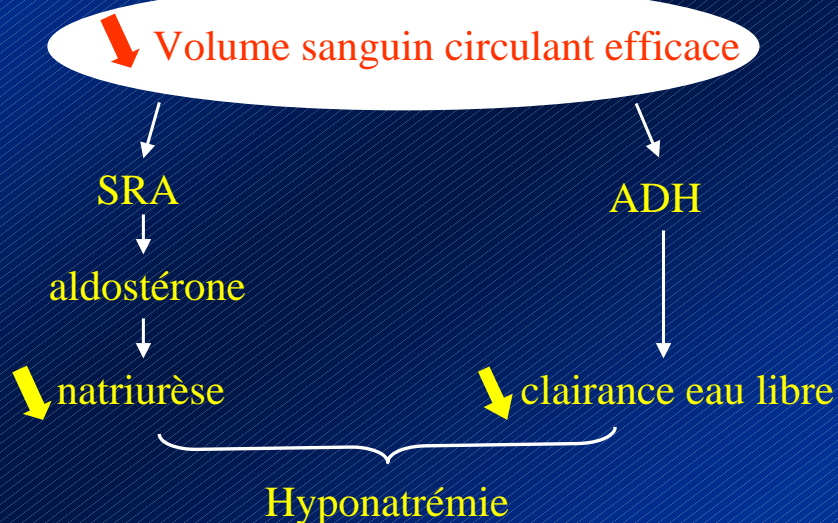 Volume sanguin circulant efficace
SRA
ADH
aldostérone
natriurèse
clairance eau libre
Hyponatrémie